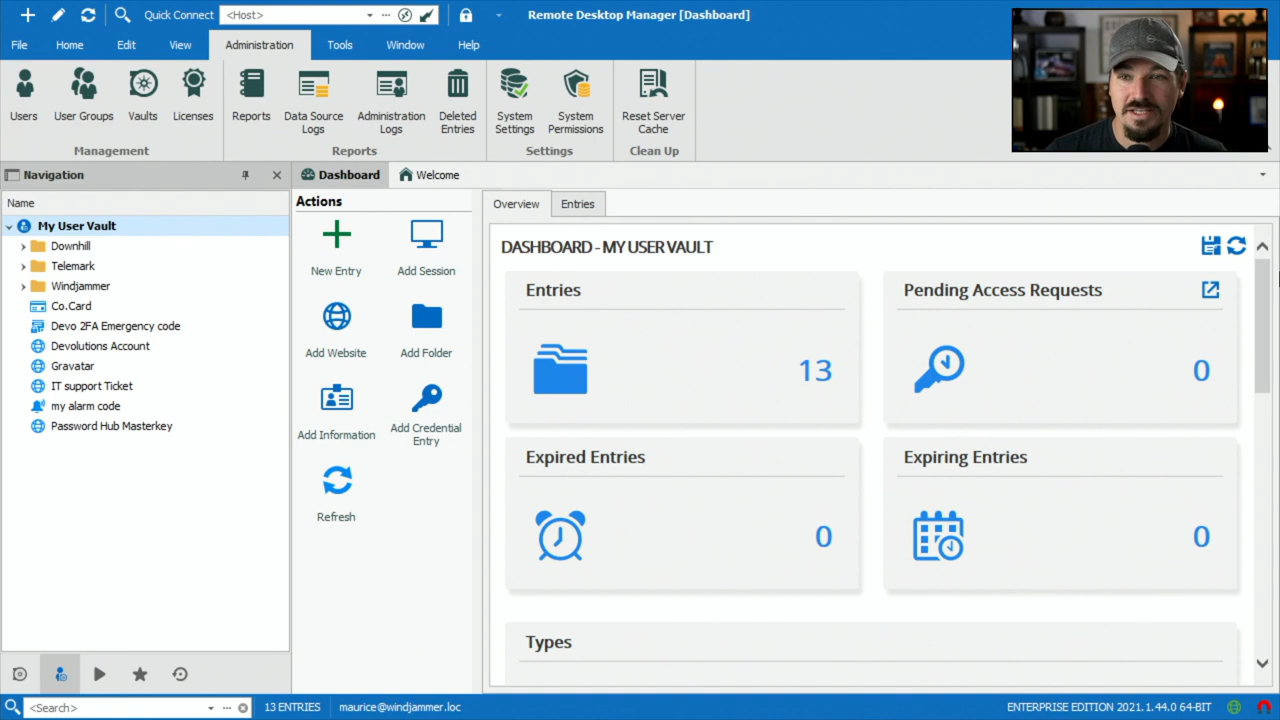 Quick Connect <Host> Remote Desktop Manager [Dashboard]
File Home Edit View Administration Tools Window Help
Users User Groups Vaults Licenses Reports Data Source Logs Administration Logs Deleted Entries System Settings System Permissions Reset Server Cache
Management Reports Settings Clean Up
Navigation Dashboard Welcome
Name
My User Vault
Downhill
Telemark
Windjammer
Co.Card
Devo 2FA Emergency code
Devolutions Account
Gravatar
IT support Ticket
my alarm code
Password Hub Masterkey
Actions
New Entry Add Session
Add Website Add Folder
Add Information Add Credential Entry
Refresh
Overview Entries
DASHBOARD - MY USER VAULT
Entries
13
Pending Access Requests
0
Expired Entries
0
Expiring Entries
0
Types
<Search> 13 ENTRIES maurice@windjammer.loc ENTERPRISE EDITION 2021.1.44.0 64-BIT